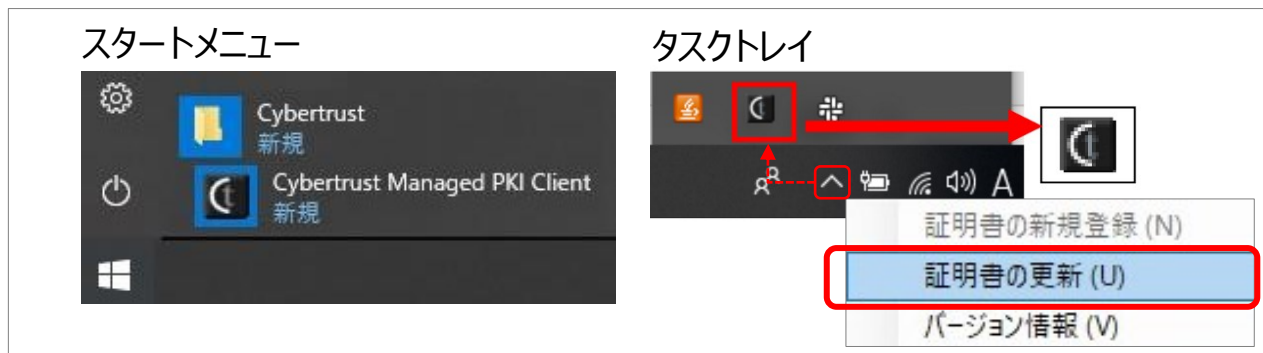 スタートメニュー
Cybertrust
新規
Cybertrust Managed PKI Client
新規
タスクトレイ
A
証明書の新規登録 (N)
証明書の更新 (U)
バージョン情報 (V)